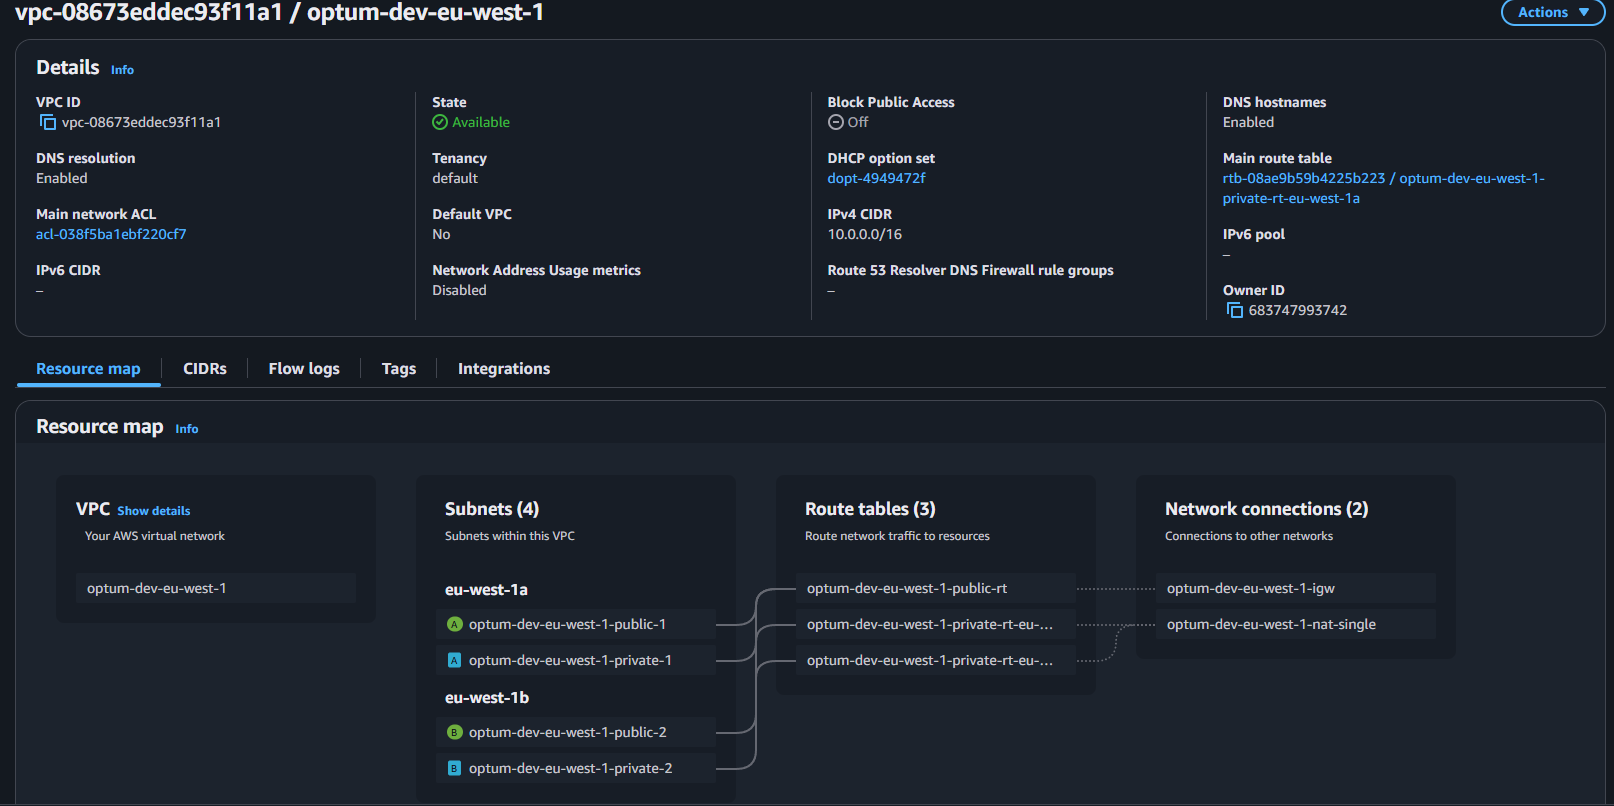 vpc-08673eddec93f11a1 / optum-dev-eu-west-1
Actions
Details Info
VPC ID
vpc-08673eddec93f11a1
State
Available
Block Public Access
Off
DNS hostnames
Enabled
DNS resolution
Enabled
Tenancy
default
DHCP option set
dopt-4949472f
Main route table
rtb-08ae9b59b4225b223 / optum-dev-eu-west-1-
private-rt-eu-west-1a
Main network ACL
acl-038f5ba1ebf220cf7
Default VPC
No
IPv4 CIDR
10.0.0.0/16
IPv6 pool
–
IPv6 CIDR
–
Network Address Usage metrics
Disabled
Route 53 Resolver DNS Firewall rule groups
–
Owner ID
683747993742
Resource map
CIDRs
Flow logs
Tags
Integrations
Resource map Info
VPC Show details
Your AWS virtual network
optum-dev-eu-west-1
Subnets (4)
Subnets within this VPC
eu-west-1a
A optum-dev-eu-west-1-public-1
A optum-dev-eu-west-1-private-1
eu-west-1b
B optum-dev-eu-west-1-public-2
B optum-dev-eu-west-1-private-2
Route tables (3)
Route network traffic to resources
optum-dev-eu-west-1-public-rt
optum-dev-eu-west-1-private-rt-eu-...
optum-dev-eu-west-1-private-rt-eu-...
Network connections (2)
Connections to other networks
optum-dev-eu-west-1-igw
optum-dev-eu-west-1-nat-single